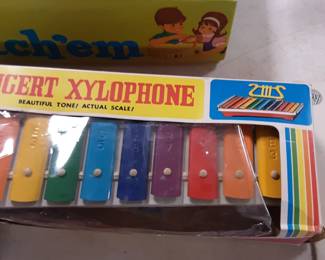 ch'em
CERT XYLOPHONE
BEAUTIFUL TONE! ACTUAL SCALE!